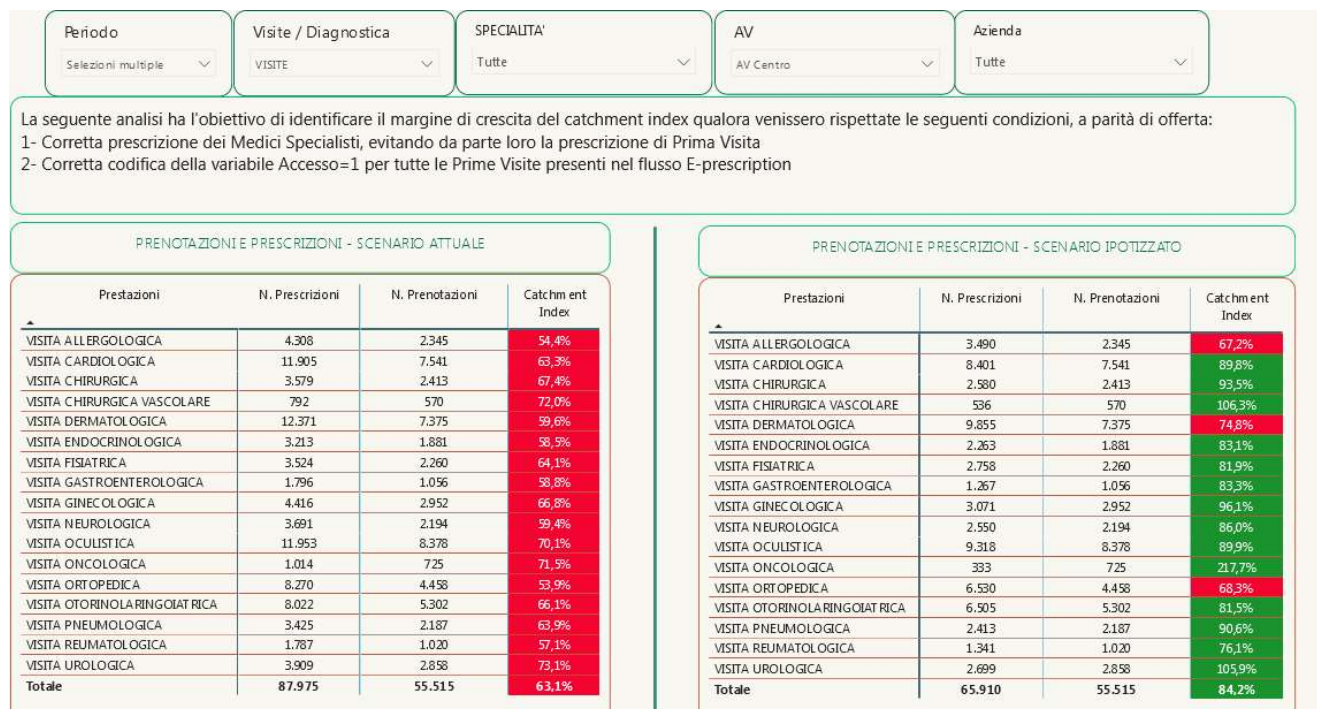 Periodo
Selezioni multiple
Visite / Diagnostica
VISITE
SPECIALITA'
Tutte
AV
AV Centro
Azienda
Tutte
La seguente analisi ha l'obiettivo di identificare il margine di crescita del catchment index qualora venissero rispettate le seguenti condizioni, a parità di offerta:
1- Corretta prescrizione dei Medici Specialisti, evitando da parte loro la prescrizione di Prima Visita
2- Corretta codifica della variabile Accesso=1 per tutte le Prime Visite presenti nel flusso E-prescription
PRENOTAZIONI E PRESCRIZIONI - SCENARIO ATTUALE
Prestazioni N. Prescrizioni N. Prenotazioni Catchment
Index
VISITA ALLERGOLOGICA 4.308 2.345 54,4%
VISITA CARDIOLOGICA 11.905 7.541 63,3%
VISITA CHIRURGICA 3.579 2.413 67,4%
VISITA CHIRURGICA VASCOLARE 792 570 72,0%
VISITA DERMATOLOGICA 12.371 7.375 59,6%
VISITA ENDOCRINOLOGICA 3.213 1.881 58,5%
VISITA FISIATRICA 3.524 2.260 64,1%
VISITA GASTROENTEROLOGICA 1.796 1.056 58,8%
VISITA GINECOLOGICA 4.416 2.952 66,8%
VISITA NEUROLOGICA 3.691 2.194 59,4%
VISITA OCULISTICA 11.953 8.378 70,1%
VISITA ONCOLOGICA 1.014 725 71,5%
VISITA ORTOPEDICA 8.270 4.458 53,9%
VISITA OTORINOLARINGOIATRICA 8.022 5.302 66,1%
VISITA PNEUMOLOGICA 3.425 2.187 63,9%
VISITA REUMATOLOGICA 1.787 1.020 57,1%
VISITA UROLOGICA 3.909 2.858 73,1%
Totale 87.975 55.515 63,1%
PRENOTAZIONI E PRESCRIZIONI - SCENARIO IPOTIZZATO
Prestazioni N. Prescrizioni N. Prenotazioni Catchment
Index
VISITA ALLERGOLOGICA 3.490 2.345 67,2%
VISITA CARDIOLOGICA 8.401 7.541 89,8%
VISITA CHIRURGICA 2.580 2.413 93,5%
VISITA CHIRURGICA VASCOLARE 536 570 106,3%
VISITA DERMATOLOGICA 9.855 7.375 74,8%
VISITA ENDOCRINOLOGICA 2.263 1.881 83,1%
VISITA FISIATRICA 2.758 2.260 81,9%
VISITA GASTROENTEROLOGICA 1.267 1.056 83,3%
VISITA GINECOLOGICA 3.071 2.952 96,1%
VISITA NEUROLOGICA 2.550 2.194 86,0%
VISITA OCULISTICA 9.318 8.378 89,9%
VISITA ONCOLOGICA 333 725 217,7%
VISITA ORTOPEDICA 6.530 4.458 68,3%
VISITA OTORINOLARINGOIATRICA 6.505 5.302 81,5%
VISITA PNEUMOLOGICA 2.413 2.187 90,6%
VISITA REUMATOLOGICA 1.341 1.020 76,1%
VISITA UROLOGICA 2.699 2.858 105,9%
Totale 65.910 55.515 84,2%